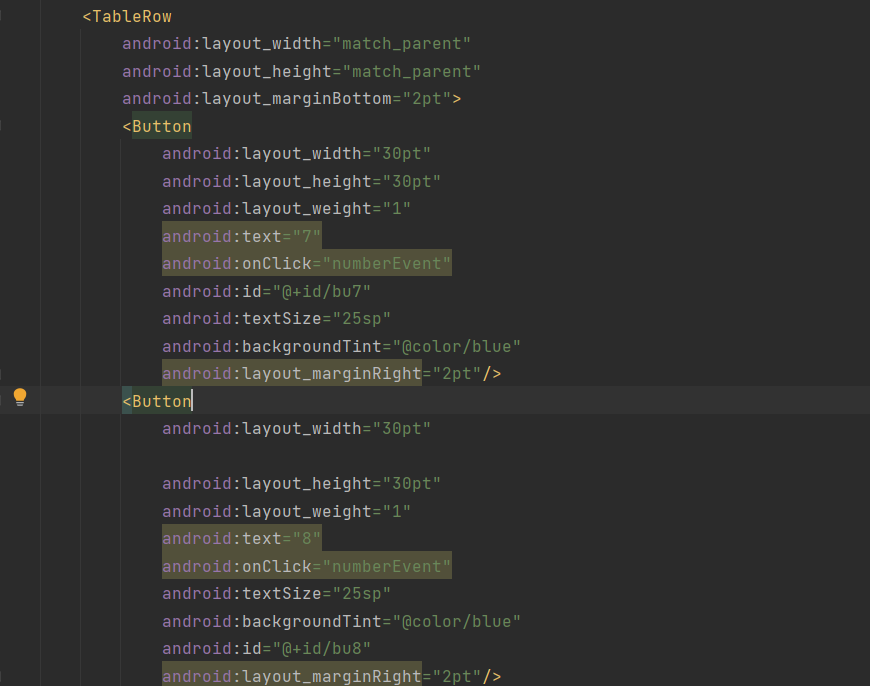 <TableRow
android:layout_width="match_parent"
android:layout_height="match_parent"
android:layout_marginBottom="2pt">
<Button
android:layout_width="30pt"
android:layout_height="30pt"
android:layout_weight="1"
android:text="7"
android:onClick="numberEvent"
android:id="@+id/bu7"
android:textSize="25sp"
android:backgroundTint="@color/blue"
android:layout_marginRight="2pt"/>
<Button
android:layout_width="30pt"
android:layout_height="30pt"
android:layout_weight="1"
android:text="8"
android:onClick="numberEvent"
android:textSize="25sp"
android:backgroundTint="@color/blue"
android:id="@+id/bu8"
android:layout_marginRight="2pt"/>